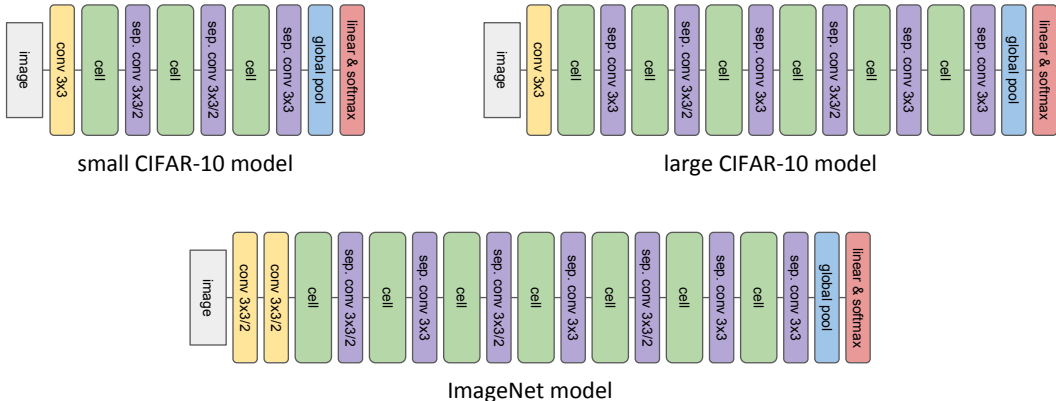 image
conv 3x3
cell
sep. conv 3x3/2
cell
sep. conv 3x3/2
cell
sep. conv 3x3
global pool
linear & softmax
small CIFAR-10 model
image
conv 3x3
cell
sep. conv 3x3
cell
sep. conv 3x3/2
cell
sep. conv 3x3
cell
sep. conv 3x3/2
cell
sep. conv 3x3
cell
sep. conv 3x3
global pool
linear & softmax
large CIFAR-10 model
image
conv 3x3/2
conv 3x3/2
cell
sep. conv 3x3/2
cell
sep. conv 3x3
cell
sep. conv 3x3/2
cell
sep. conv 3x3
cell
sep. conv 3x3/2
cell
sep. conv 3x3
cell
sep. conv 3x3
global pool
linear & softmax
ImageNet model